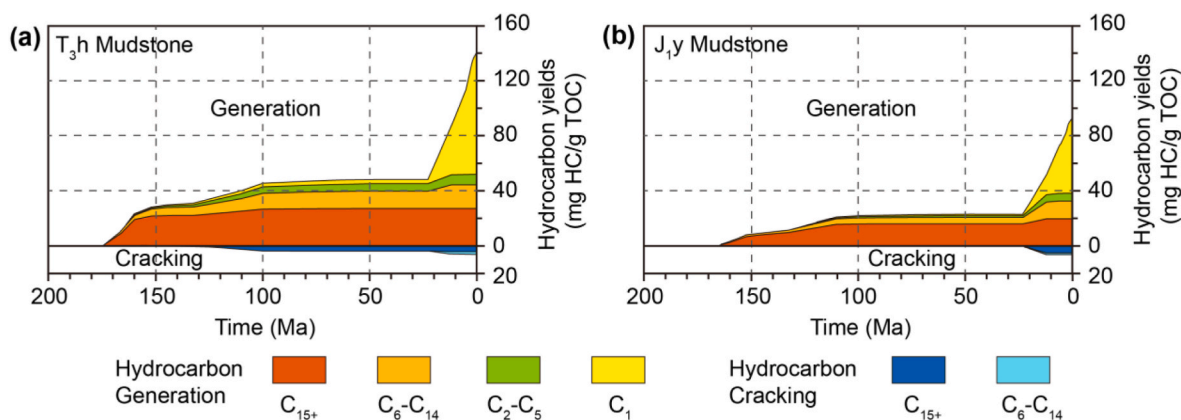 (a)
T₃h Mudstone
Generation
Cracking
160
120
80
40
0
20
Hydrocarbon yields
(mg HC/g TOC)
200
150
100
50
0
Time (Ma)
(b)
J₁y Mudstone
Generation
Cracking
160
120
80
40
0
20
Hydrocarbon yields
(mg HC/g TOC)
200
150
100
50
0
Time (Ma)
Hydrocarbon
Generation
C₁₅₊
C₆-C₁₄
C₂-C₅
C₁
Hydrocarbon
Cracking
C₁₅₊
C₆-C₁₄